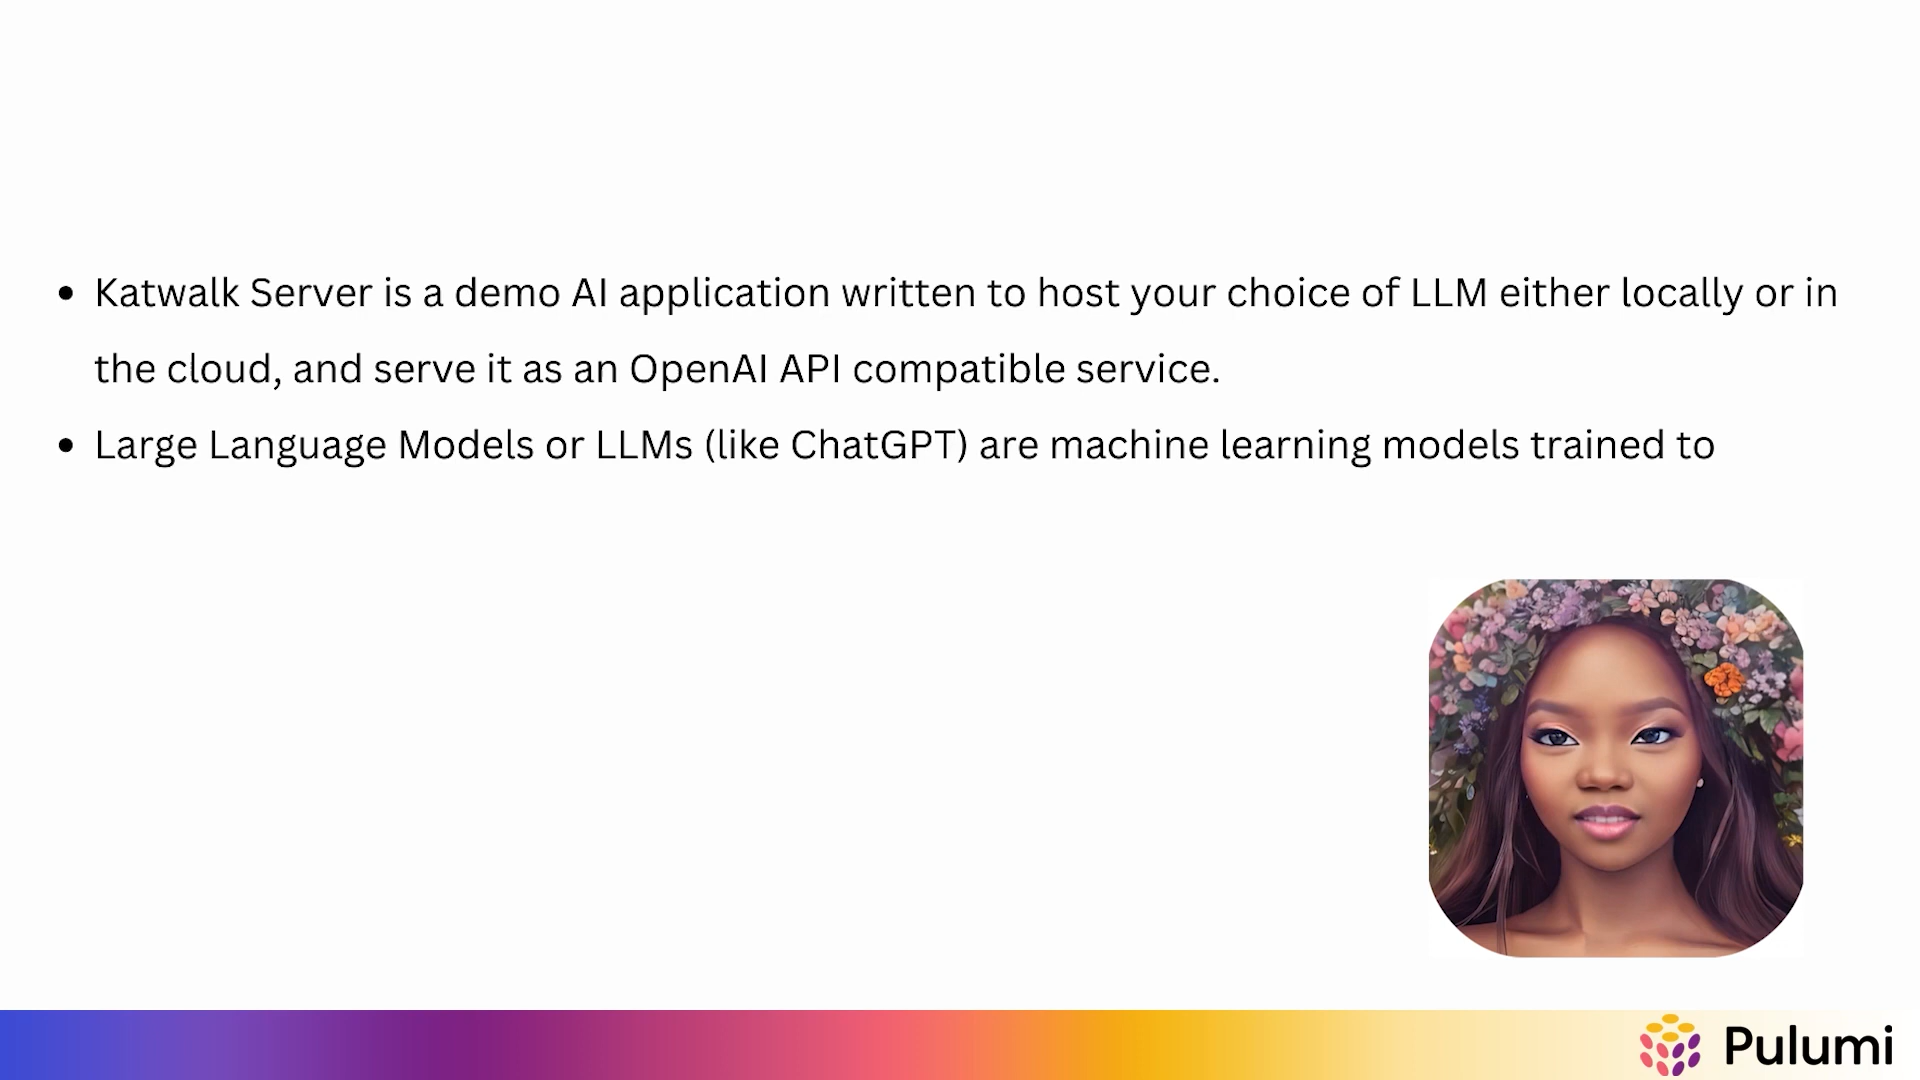 • Katwalk Server is a demo AI application written to host your choice of LLM either locally or in
the cloud, and serve it as an OpenAI API compatible service.
• Large Language Models or LLMs (like ChatGPT) are machine learning models trained to
Pulumi